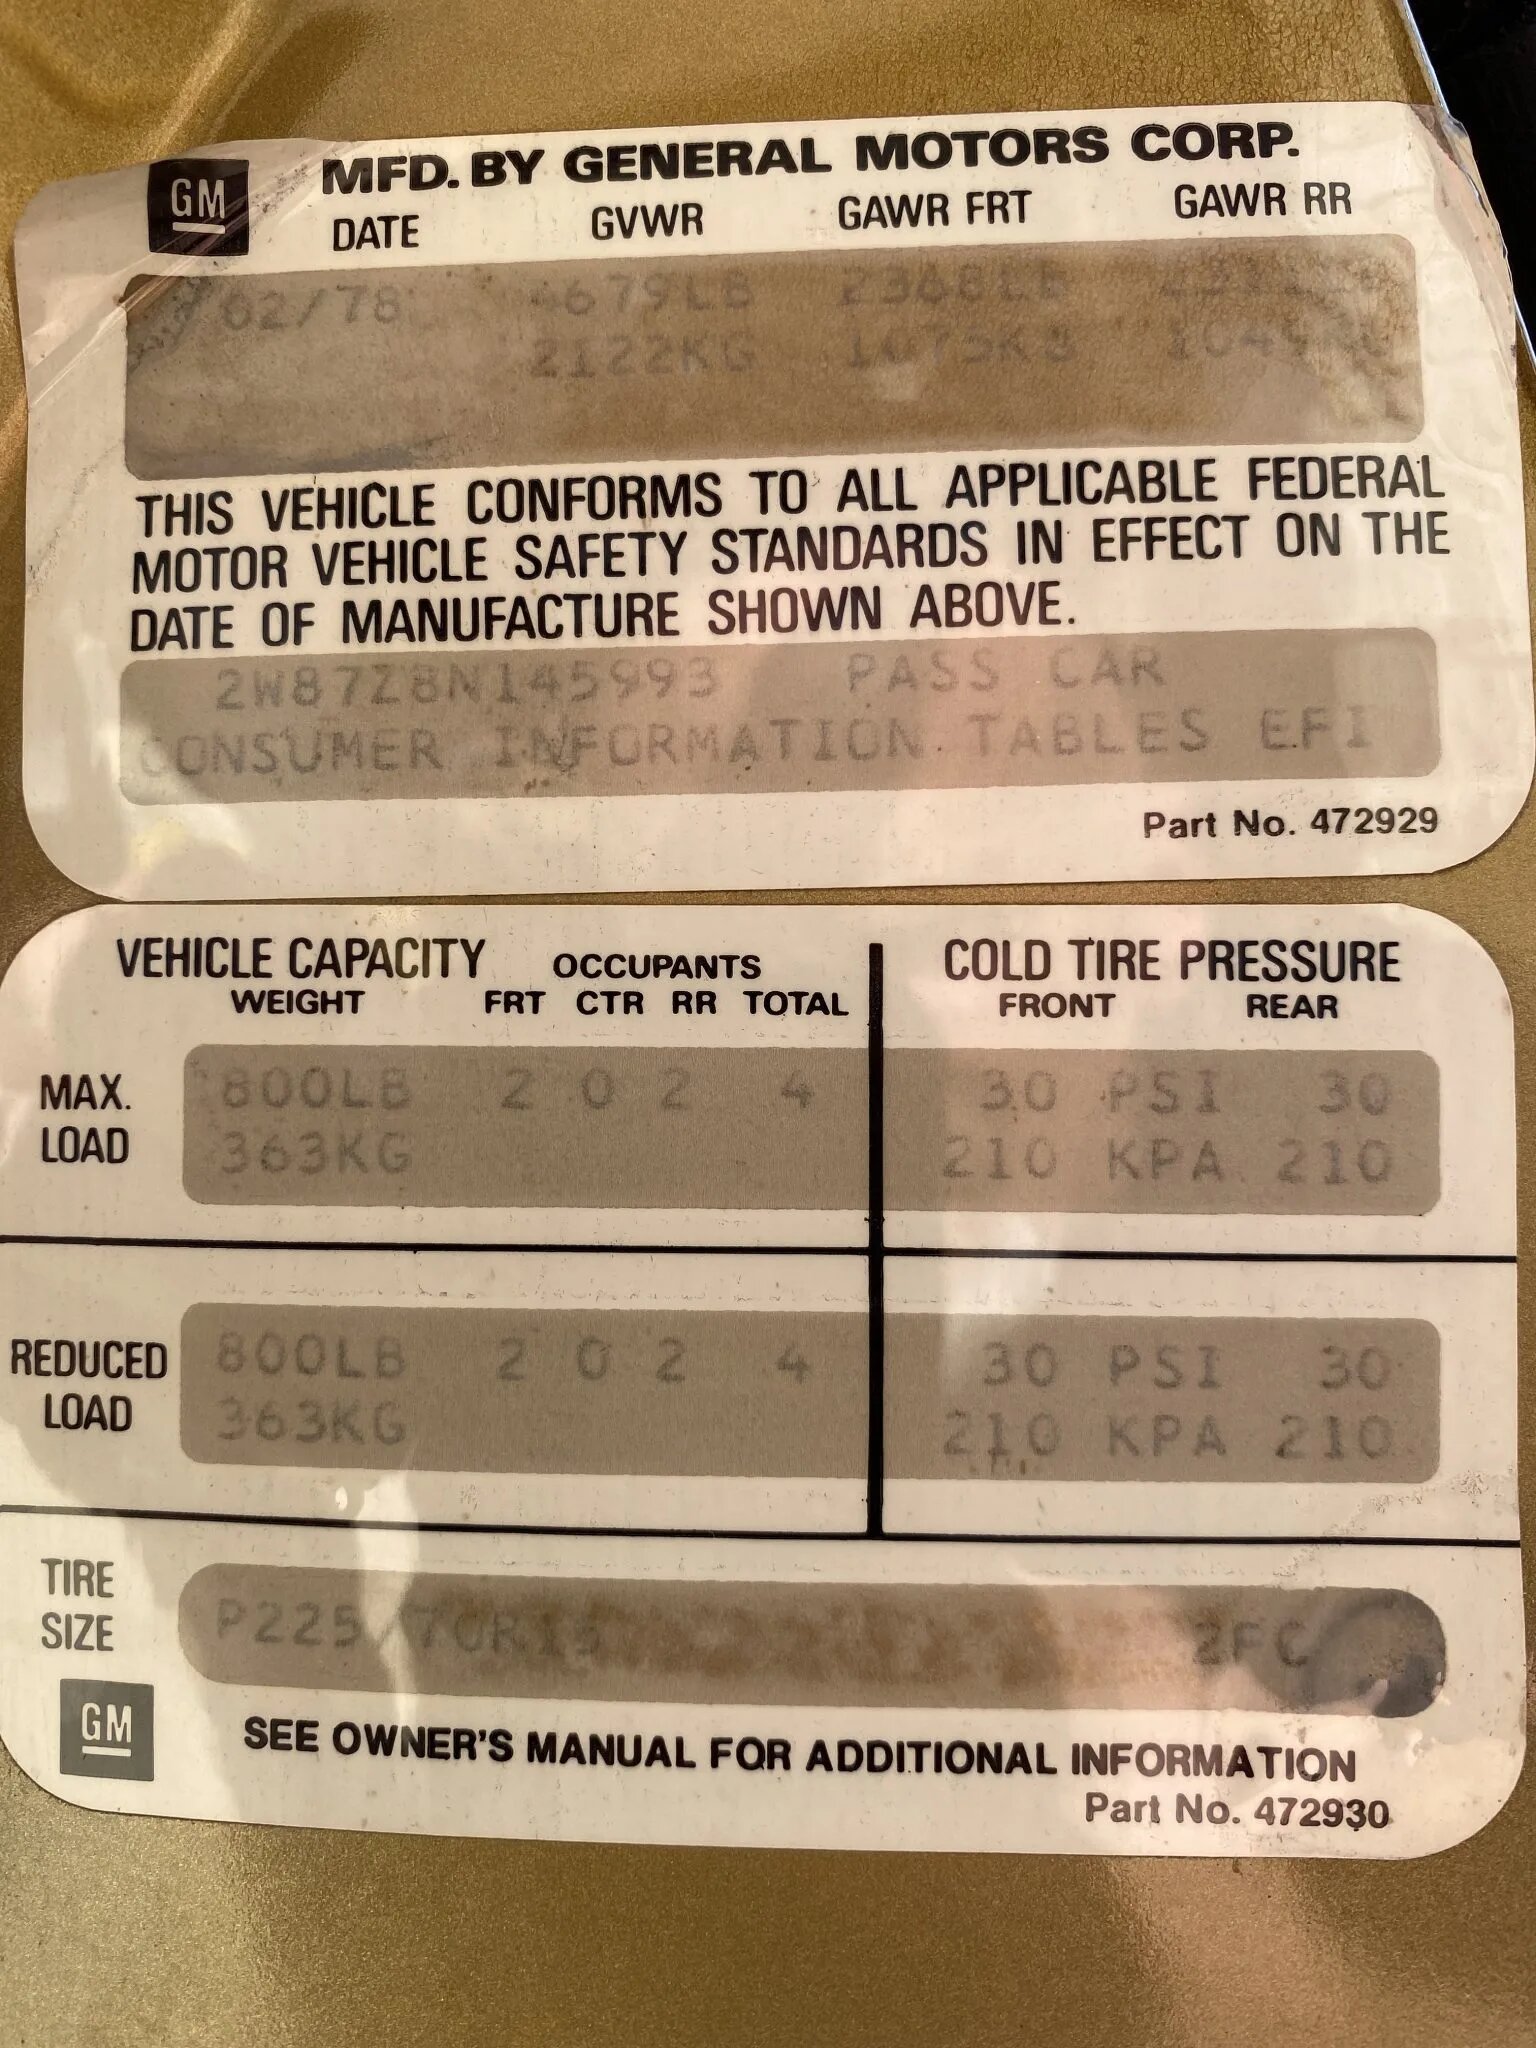 GM MFD. BY GENERAL MOTORS CORP.
DATE GVWR GAWR FRT GAWR RR
02/78 4679LB 2368LB
2122KG
THIS VEHICLE CONFORMS TO ALL APPLICABLE FEDERAL
MOTOR VEHICLE SAFETY STANDARDS IN EFFECT ON THE
DATE OF MANUFACTURE SHOWN ABOVE.
2W87Z8N145993 PASS CAR
CONSUMER INFORMATION TABLES EFI
Part No. 472929
VEHICLE CAPACITY OCCUPANTS COLD TIRE PRESSURE
WEIGHT FRT CTR RR TOTAL FRONT REAR
MAX. LOAD 800LB 2 0 2 4 30 PSI 30
363KG 210 KPA 210
REDUCED LOAD 800LB 2 0 2 4 30 PSI 30
363KG 210 KPA 210
TIRE SIZE P225/70R15 2FC
GM SEE OWNER'S MANUAL FOR ADDITIONAL INFORMATION
Part No. 472930